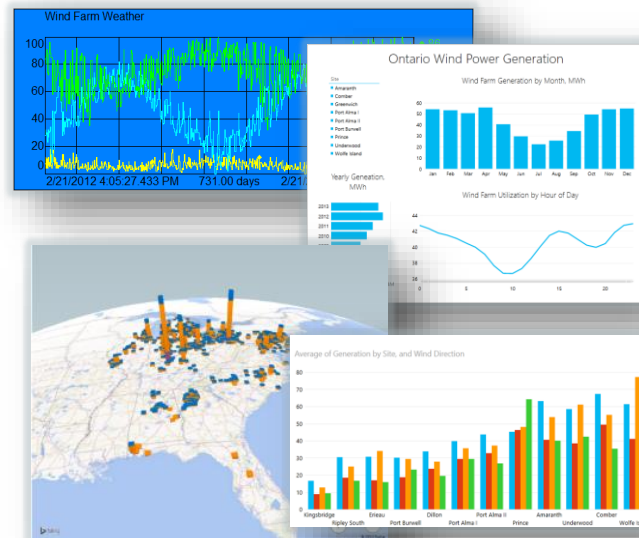 Wind Farm Weather
100
80
60
40
20
0
2/21/2012 4:05:27.433 PM 731.00 days
Ontario Wind Power Generation
Site
Amaranth
Comber
Greenwich
Port Alma I
Port Alma II
Port Burwell
Prince
Underwood
Wolfe Island
Wind Farm Generation by Month, MWh
60
50
40
30
20
10
0
Jan Feb Mar Apr May Jun Jul Aug Sep Oct Nov Dec
Yearly Geneation,
MWh
2013
2012
2011
2010
Wind Farm Utilization by Hour of Day
44
42
40
38
36
0 5 10 15 20
bing
Average of Generation by Site, and Wind Direction
80
70
60
50
40
30
20
10
0
Kingsbridge Erieau Dillon Port Alma II Amaranth Comber
Ripley South Port Burwell Port Alma I Prince Underwood Wolfe